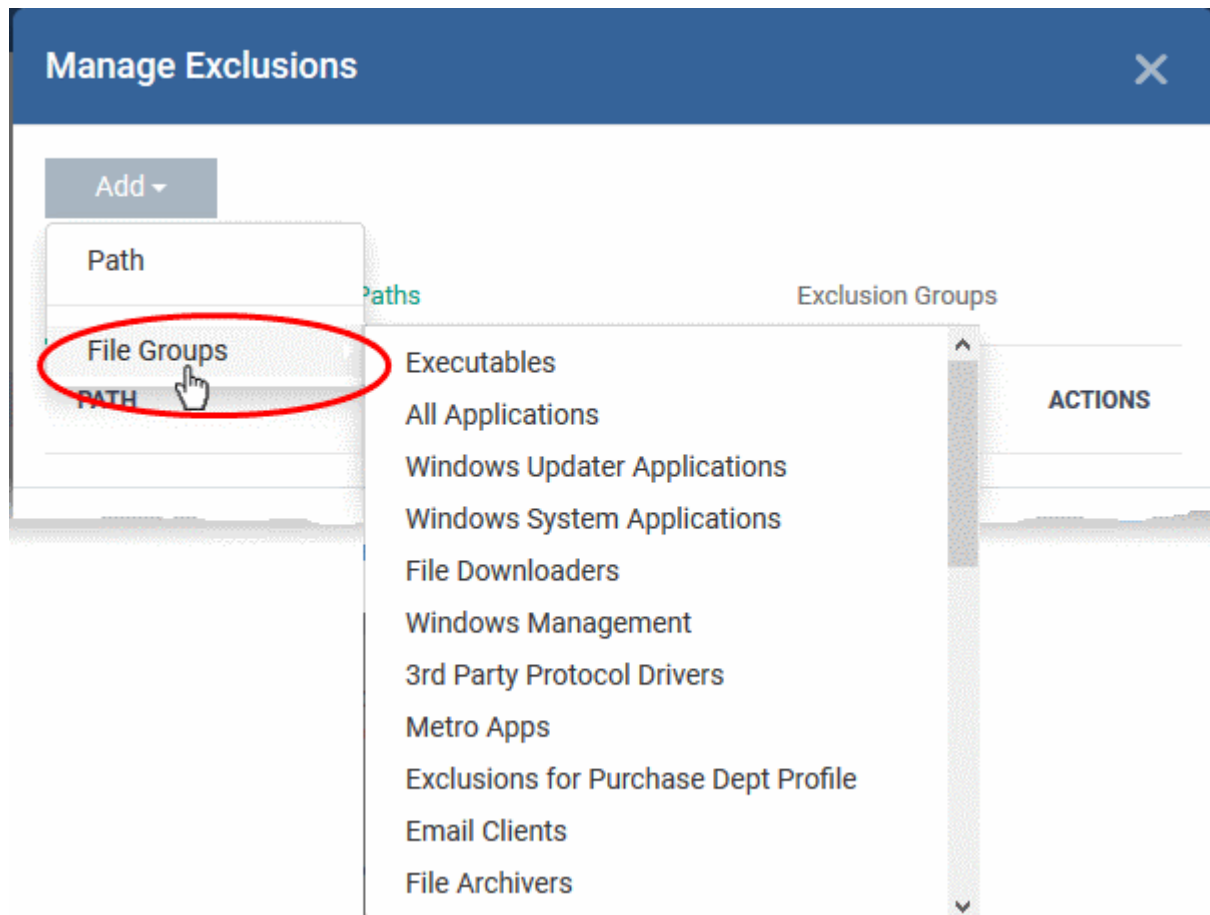 Manage Exclusions
Add
Path
Paths
Exclusion Groups
File Groups
PATH
ACTIONS
Executables
All Applications
Windows Updater Applications
Windows System Applications
File Downloaders
Windows Management
3rd Party Protocol Drivers
Metro Apps
Exclusions for Purchase Dept Profile
Email Clients
File Archivers